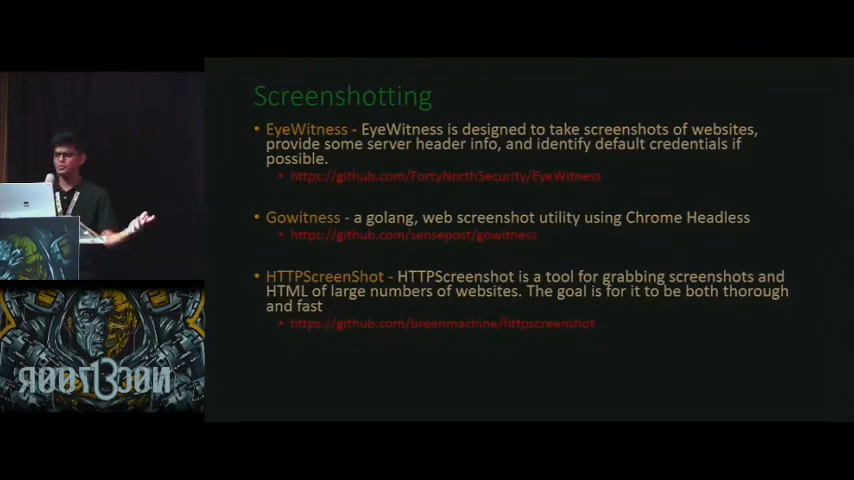 Screenshotting
• EyeWitness - EyeWitness is designed to take screenshots of websites,
provide some server header info, and identify default credentials if
possible.
• https://github.com/FortyNorthSecurity/EyeWitness
• Gowitness - a golang, web screenshot utility using Chrome Headless
• https://github.com/sensepost/gowitness
• HTTPScreenShot - HTTPScreenshot is a tool for grabbing screenshots and
HTML of large numbers of websites. The goal is for it to be both thorough
and fast
• https://github.com/breenmachine/httpscreenshot
ROOT13CON